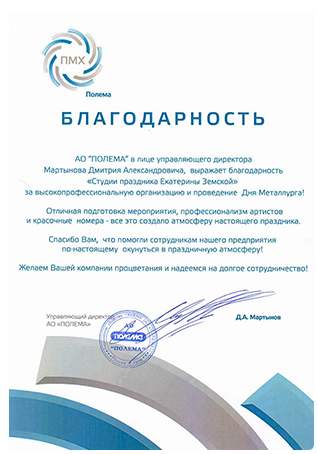 ПМХ
Полема
БЛАГОДАРНОСТЬ
АО "ПОЛЕМА" в лице управляющего директора
Мартынова Дмитрия Александровича, выражает благодарность
«Студии праздника Екатерины Земской»
за высокопрофессиональную организацию и проведение Дня Металлурга!
Отличная подготовка мероприятия, профессионализм артистов
и красочные номера - все это создало атмосферу настоящего праздника.
Спасибо Вам, что помогли сотрудникам нашего предприятия
по-настоящему окунуться в праздничную атмосферу!
Желаем Вашей компании процветания и надеемся на долгое сотрудничество!
Управляющий директор
АО «ПОЛЕМА»
Д.А. Мартынов
АО
ПОЛЕМА
"ПОЛЕМА"